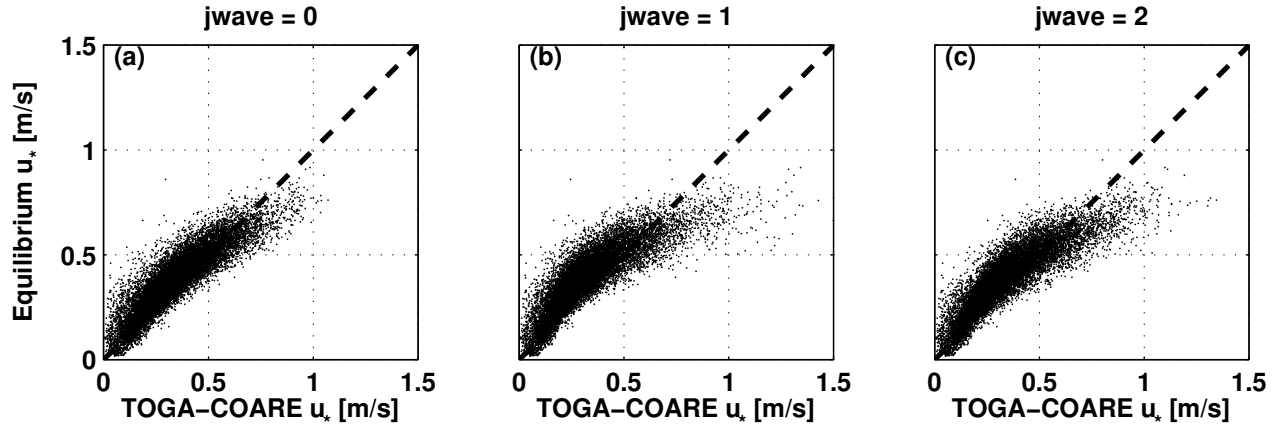 jwave = 0
jwave = 1
jwave = 2
(a)
(b)
(c)
Equilibrium u* [m/s]
1.5
1
0.5
0
0 0.5 1 1.5
TOGA−COARE u* [m/s]
0 0.5 1 1.5
TOGA−COARE u* [m/s]
0 0.5 1 1.5
TOGA−COARE u* [m/s]